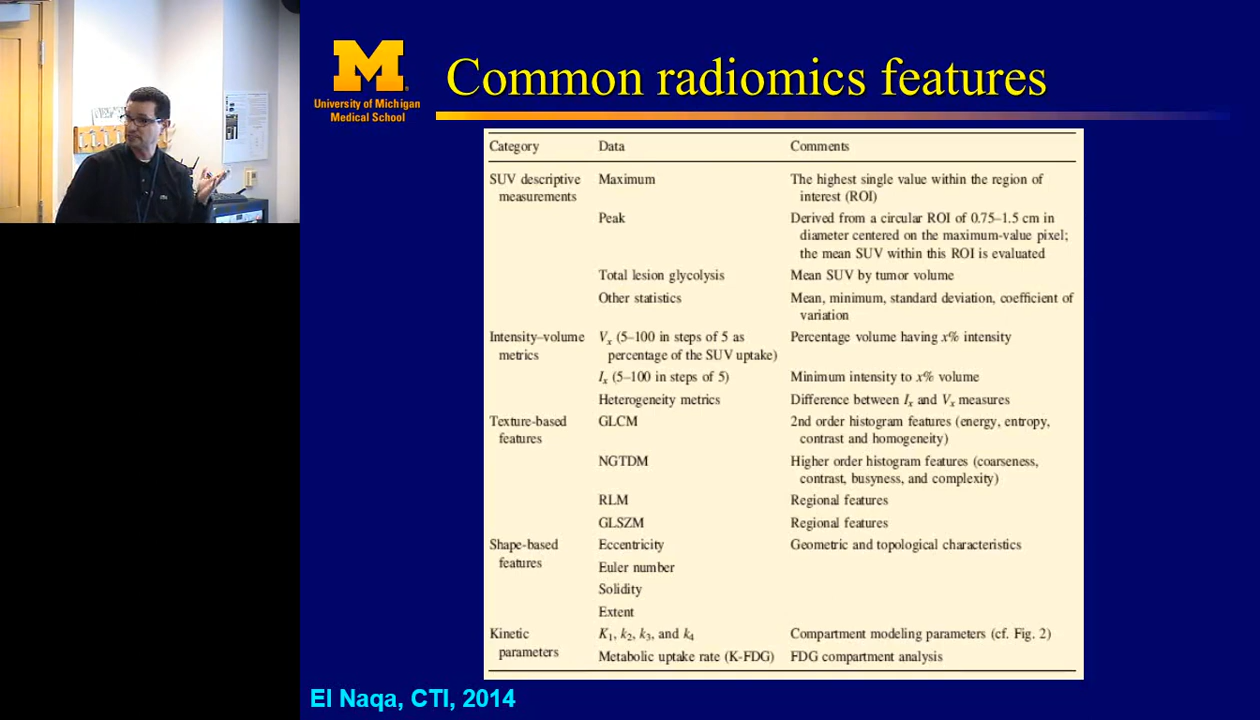 M
University of Michigan
Medical School
Common radiomics features
Category Data Comments
SUV descriptive Maximum The highest single value within the region of
measurements interest (ROI)
Peak Derived from a circular ROI of 0.75–1.5 cm in
diameter centered on the maximum-value pixel;
the mean SUV within this ROI is evaluated
Total lesion glycolysis Mean SUV by tumor volume
Other statistics Mean, minimum, standard deviation, coefficient of
variation
Intensity–volume Vx (5–100 in steps of 5 as Percentage volume having x% intensity
metrics percentage of the SUV uptake)
Ix (5–100 in steps of 5) Minimum intensity to x% volume
Heterogeneity metrics Difference between Ix and Vx measures
Texture-based GLCM 2nd order histogram features (energy, entropy,
features contrast and homogeneity)
NGTDM Higher order histogram features (coarseness,
contrast, busyness, and complexity)
RLM Regional features
GLSZM Regional features
Shape-based Eccentricity Geometric and topological characteristics
features
Euler number
Solidity
Extent
Kinetic K1, k2, k3, and k4 Compartment modeling parameters (cf. Fig. 2)
parameters Metabolic uptake rate (K-FDG) FDG compartment analysis
El Naqa, CTI, 2014